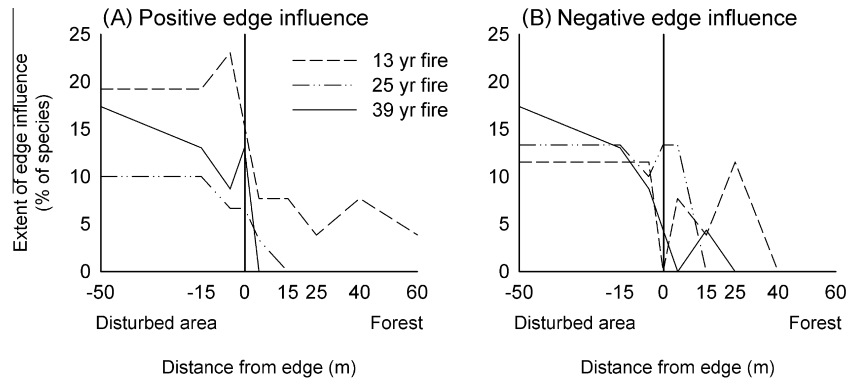 (A) Positive edge influence
(B) Negative edge influence
Extent of edge influence
(% of species)
25
20
15
10
5
0
13 yr fire
25 yr fire
39 yr fire
-50 -15 0 15 25 40 60
Disturbed area Forest
Distance from edge (m)
25
20
15
10
5
0
-50 -15 0 15 25 40 60
Disturbed area Forest
Distance from edge (m)